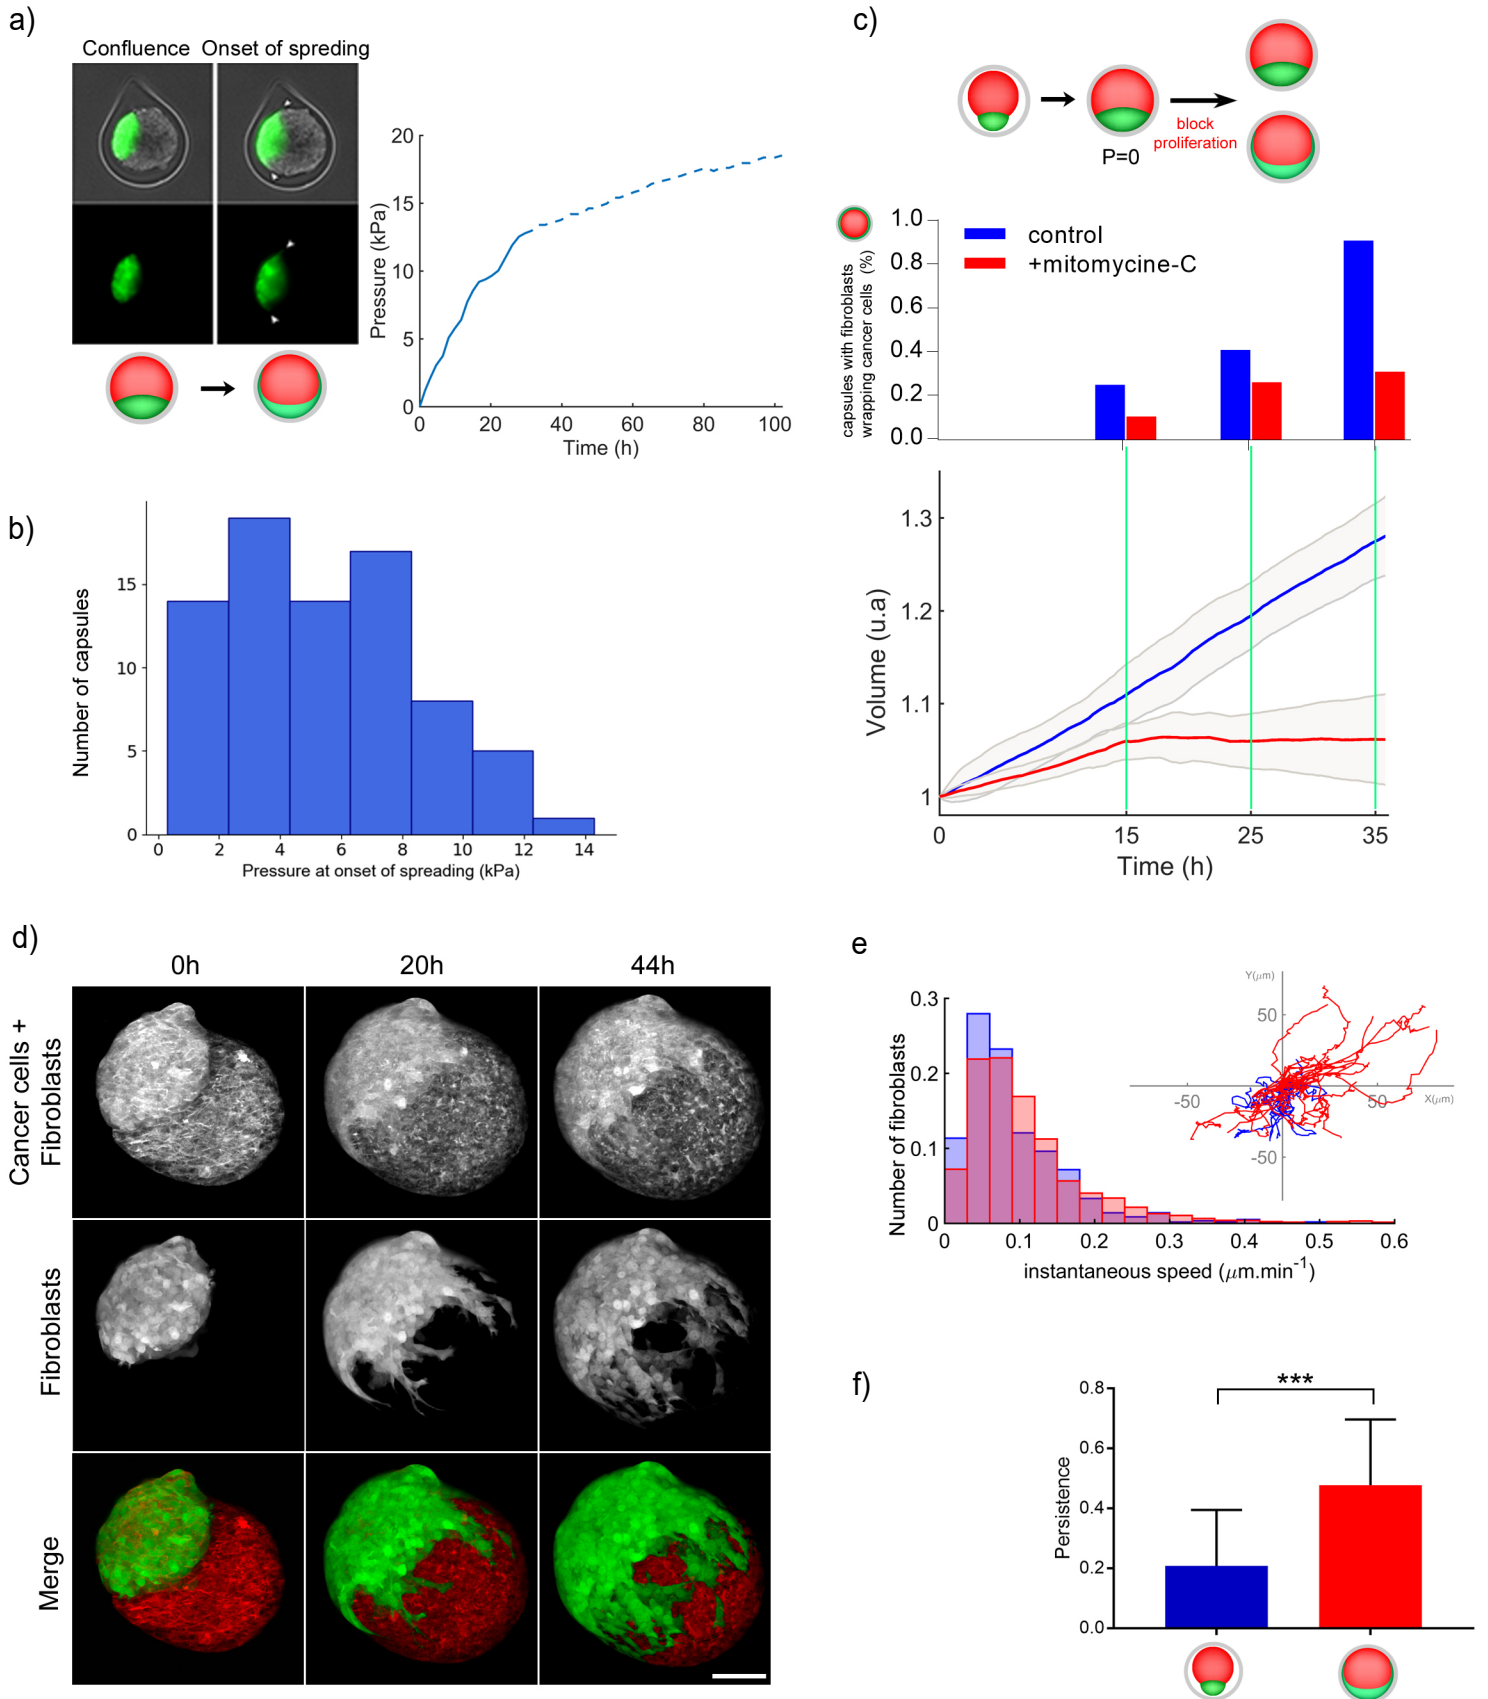 a)
Confluence
Onset of spreding
20
15
10
5
0
Pressure (kPa)
0
20
40
60
80
100
Time (h)
b)
15
10
5
0
Number of capsules
0
2
4
6
8
10
12
14
Pressure at onset of spreading (kPa)
c)
P=0
block
proliferation
1.0
0.8
0.6
0.4
0.2
0.0
capsules with fibroblasts
wrapping cancer cells (%)
control
+mitomycine-C
1.3
1.2
1.1
1
Volume (u.a)
0
15
25
35
Time (h)
d)
0h
20h
44h
Cancer cells +
Fibroblasts
Fibroblasts
Merge
e
0.3
0.2
0.1
0
Number of fibroblasts
0
0.1
0.2
0.3
0.4
0.5
0.6
instantaneous speed (μm.min-1)
Y(μm)
50
-50
50
X(μm)
-50
f)
***
0.8
0.6
0.4
0.2
0.0
Persistence